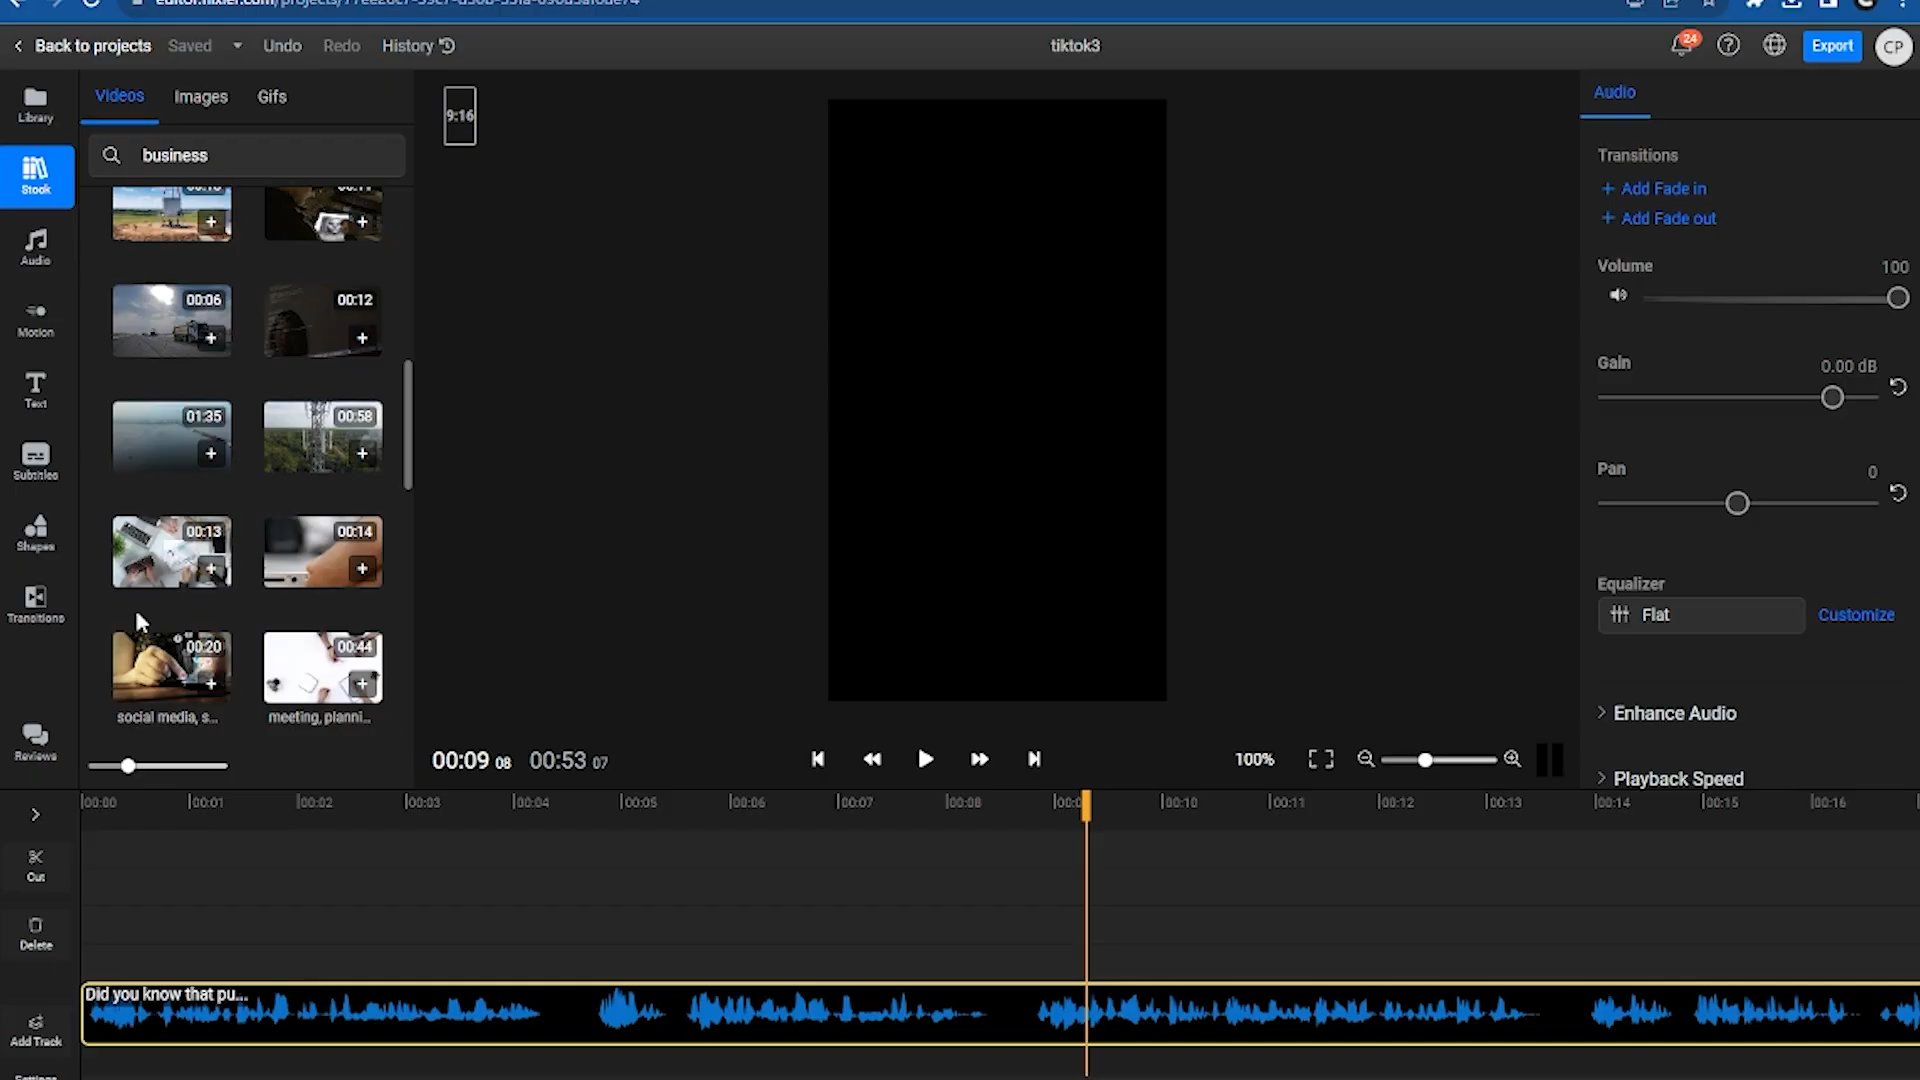 Back to projects Saved Undo Redo History tiktok3 24 Export CP
Library
Stock
Audio
Motion
Text
Subtitles
Shapes
Transitions
Reviews
Videos Images Gifs
business
00:06 00:12
01:35 00:58
00:13 00:14
00:20 00:44
social media, s... meeting, planni...
9:16
Audio
Transitions
+ Add Fade in
+ Add Fade out
Volume 100
Gain 0.00 dB
Pan 0
Equalizer
Flat Customize
Enhance Audio
Playback Speed
00:09 08 00:53 07 100%
00:00 00:01 00:02 00:03 00:04 00:05 00:06 00:07 00:08 00:10 00:11 00:12 00:13 00:14 00:15 00:16
Cut
Delete
Add Track
Did you know that pu...